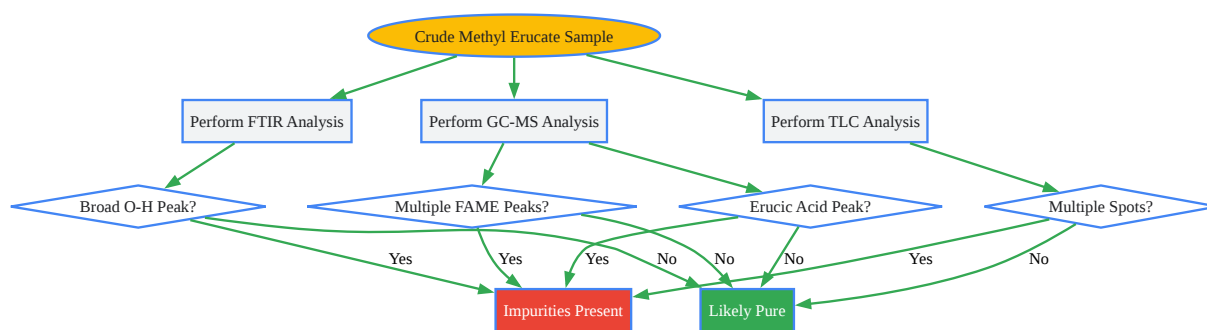 Crude Methyl Erucate Sample
Perform FTIR Analysis
Perform GC-MS Analysis
Perform TLC Analysis
Broad O-H Peak?
Multiple FAME Peaks?
Erucic Acid Peak?
Multiple Spots?
Yes
Yes
Yes
No
No
No
Yes
No
Impurities Present
Likely Pure